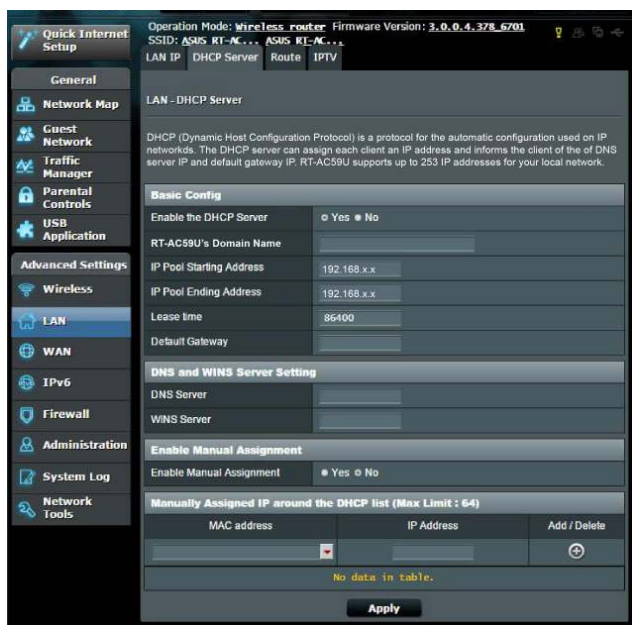 Quick Internet
Setup
Operation Mode: Wireless router Firmware Version: 3.0.0.4.378_6701
SSID: ASUS RT-AC... ASUS RT-AC...
LAN IP DHCP Server Route IPTV
General
Network Map
Guest
Network
Traffic
Manager
Parental
Controls
USB
Application
Advanced Settings
Wireless
LAN
WAN
IPv6
Firewall
Administration
System Log
Network
Tools
LAN - DHCP Server
DHCP (Dynamic Host Configuration Protocol) is a protocol for the automatic configuration used on IP
networkds. The DHCP server can assign each client an IP address and informs the client of the of DNS
server IP and default gateway IP. RT-AC59U supports up to 253 IP addresses for your local network.
Basic Config
Enable the DHCP Server Yes No
RT-AC59U's Domain Name
IP Pool Starting Address 192.168.x.x
IP Pool Ending Address 192.168.x.x
Lease time 86400
Default Gateway
DNS and WINS Server Setting
DNS Server
WINS Server
Enable Manual Assignment
Enable Manual Assignment Yes No
Manually Assigned IP around the DHCP list (Max Limit : 64)
MAC address IP Address Add / Delete
No data in table.
Apply